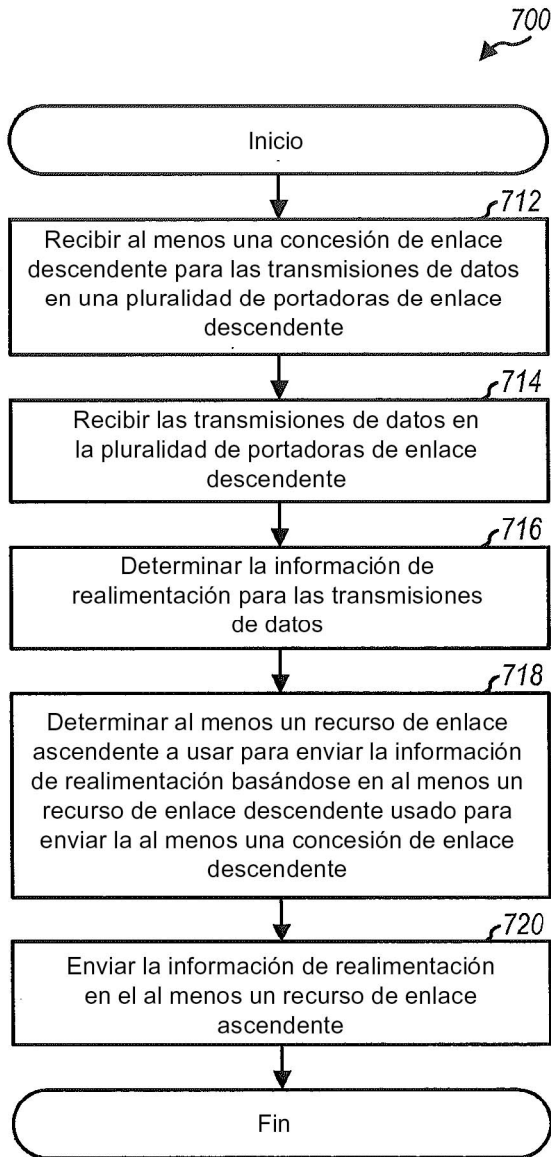 700
Inicio
712
Recibir al menos una concesión de enlace
descendente para las transmisiones de datos
en una pluralidad de portadoras de enlace
descendente
714
Recibir las transmisiones de datos en
la pluralidad de portadoras de enlace
descendente
716
Determinar la información de
realimentación para las transmisiones
de datos
718
Determinar al menos un recurso de enlace
ascendente a usar para enviar la información
de realimentación basándose en al menos un
recurso de enlace descendente usado para
enviar la al menos una concesión de enlace
descendente
720
Enviar la información de realimentación
en el al menos un recurso de enlace
ascendente
Fin